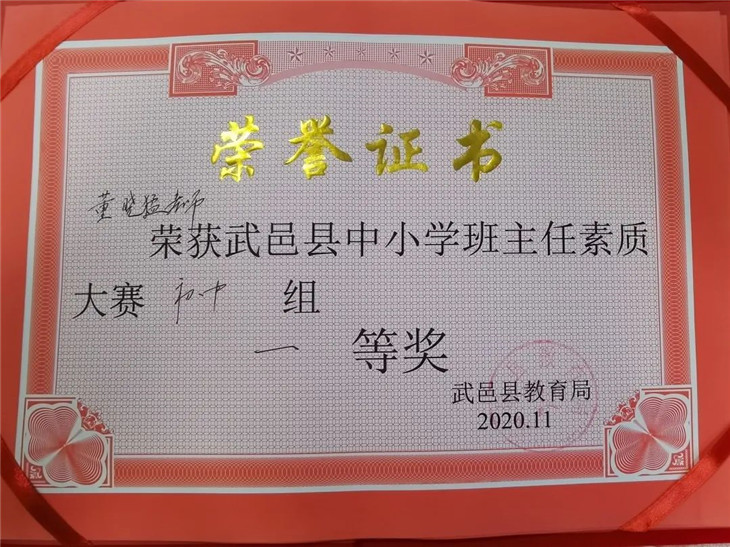 荣誉证书
董晓猛老师
荣获武邑县中小学班主任素质
大赛 初中 组
一 等奖
武邑县教育局
2020.11